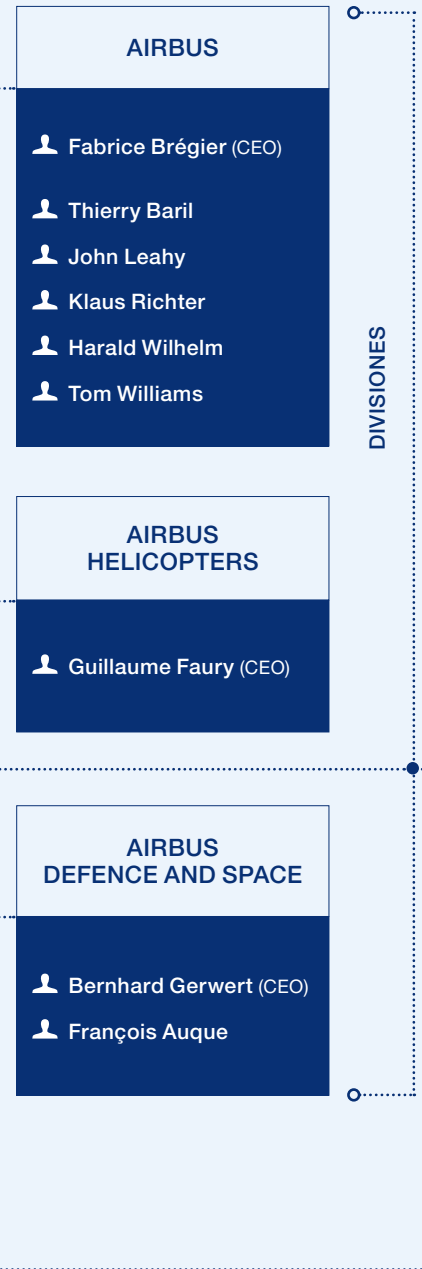 AIRBUS
Fabrice Brégier (CEO)
Thierry Baril
John Leahy
Klaus Richter
Harald Wilhelm
Tom Williams
DIVISIONES
AIRBUS
HELICOPTERS
Guillaume Faury (CEO)
AIRBUS
DEFENCE AND SPACE
Bernhard Gerwert (CEO)
François Auque